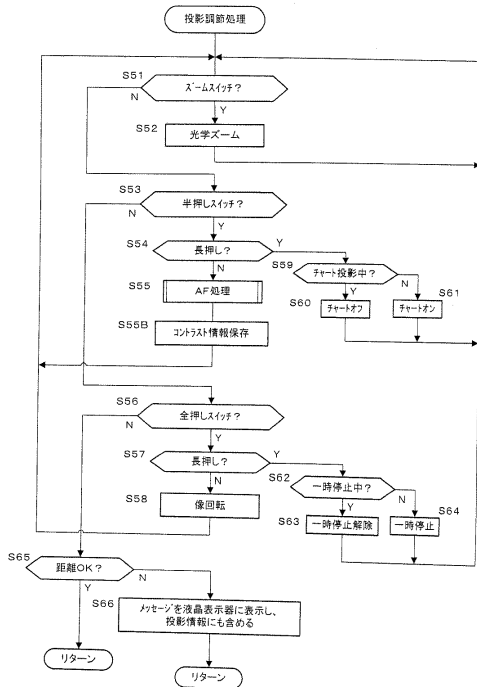 投影調節処理
S51
ズームスイッチ？
N
Y
S52
光学ズーム
S53
半押しスイッチ？
N
Y
S54
長押し？
Y
N
S59
チャート投影中？
N
Y
S55
AF処理
S60
チャートオフ
S61
チャートオン
S55B
コントラスト情報保存
S56
全押しスイッチ？
N
Y
S57
長押し？
Y
N
S62
一時停止中？
N
Y
S58
像回転
S63
一時停止解除
S64
一時停止
S65
距離OK？
N
Y
S66
メッセージを液晶表示器に表示し、
投影情報にも含める
リターン
リターン